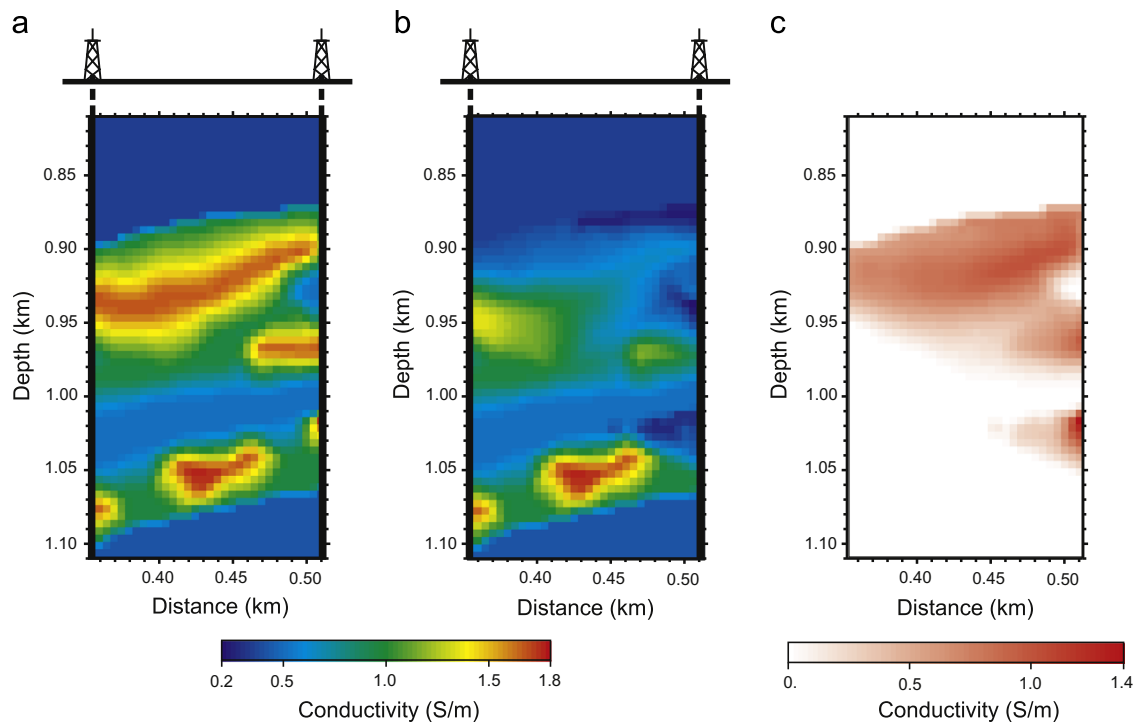 a b c
0.85 0.85 0.85
0.90 0.90 0.90
0.95 0.95 0.95
1.00 1.00 1.00
1.05 1.05 1.05
1.10 1.10 1.10
Depth (km) Depth (km) Depth (km)
0.40 0.45 0.50 0.40 0.45 0.50 0.40 0.45 0.50
Distance (km) Distance (km) Distance (km)
0.2 0.5 1.0 1.5 1.8 0. 0.5 1.0 1.4
Conductivity (S/m) Conductivity (S/m)